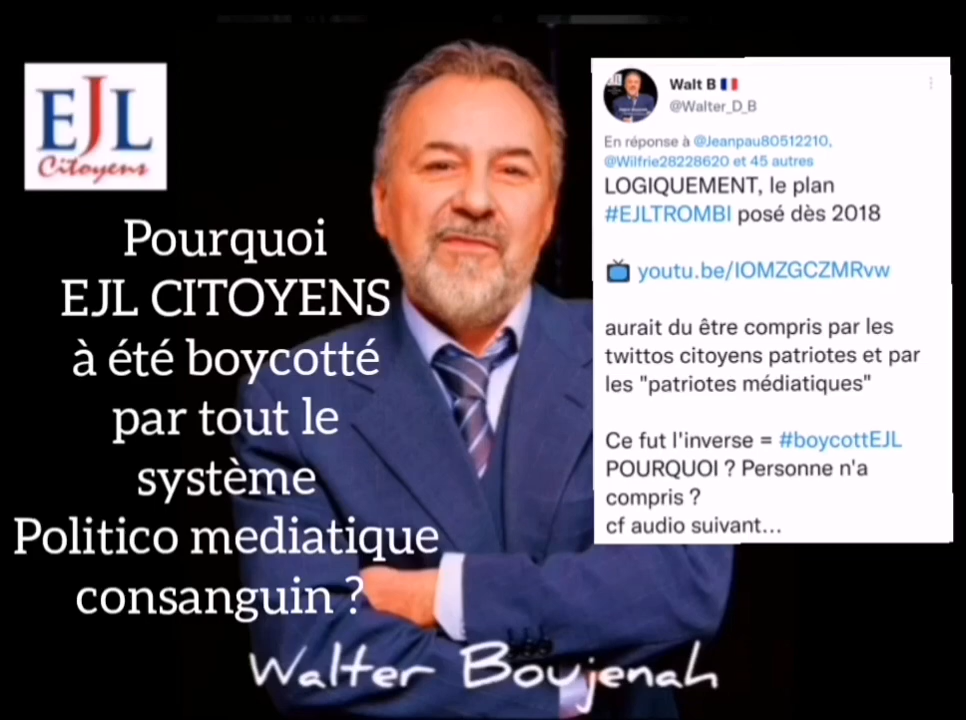 EJL
Citoyens
Pourquoi
EJL CITOYENS
à été boycotté
par tout le
système
Politico mediatique
consanguin ?
Walter Boujenah
Walt B 🇫🇷
@Walter_D_B
En réponse à @Jeanpau80512210,
@Wilfrie28228620 et 45 autres
LOGIQUEMENT, le plan
#EJLTROMBI posé dès 2018
📺 youtu.be/IOMZGCZMRvw
aurait du être compris par les
twittos citoyens patriotes et par
les "patriotes médiatiques"
Ce fut l'inverse = #boycottEJL
POURQUOI ? Personne n'a
compris ?
cf audio suivant...